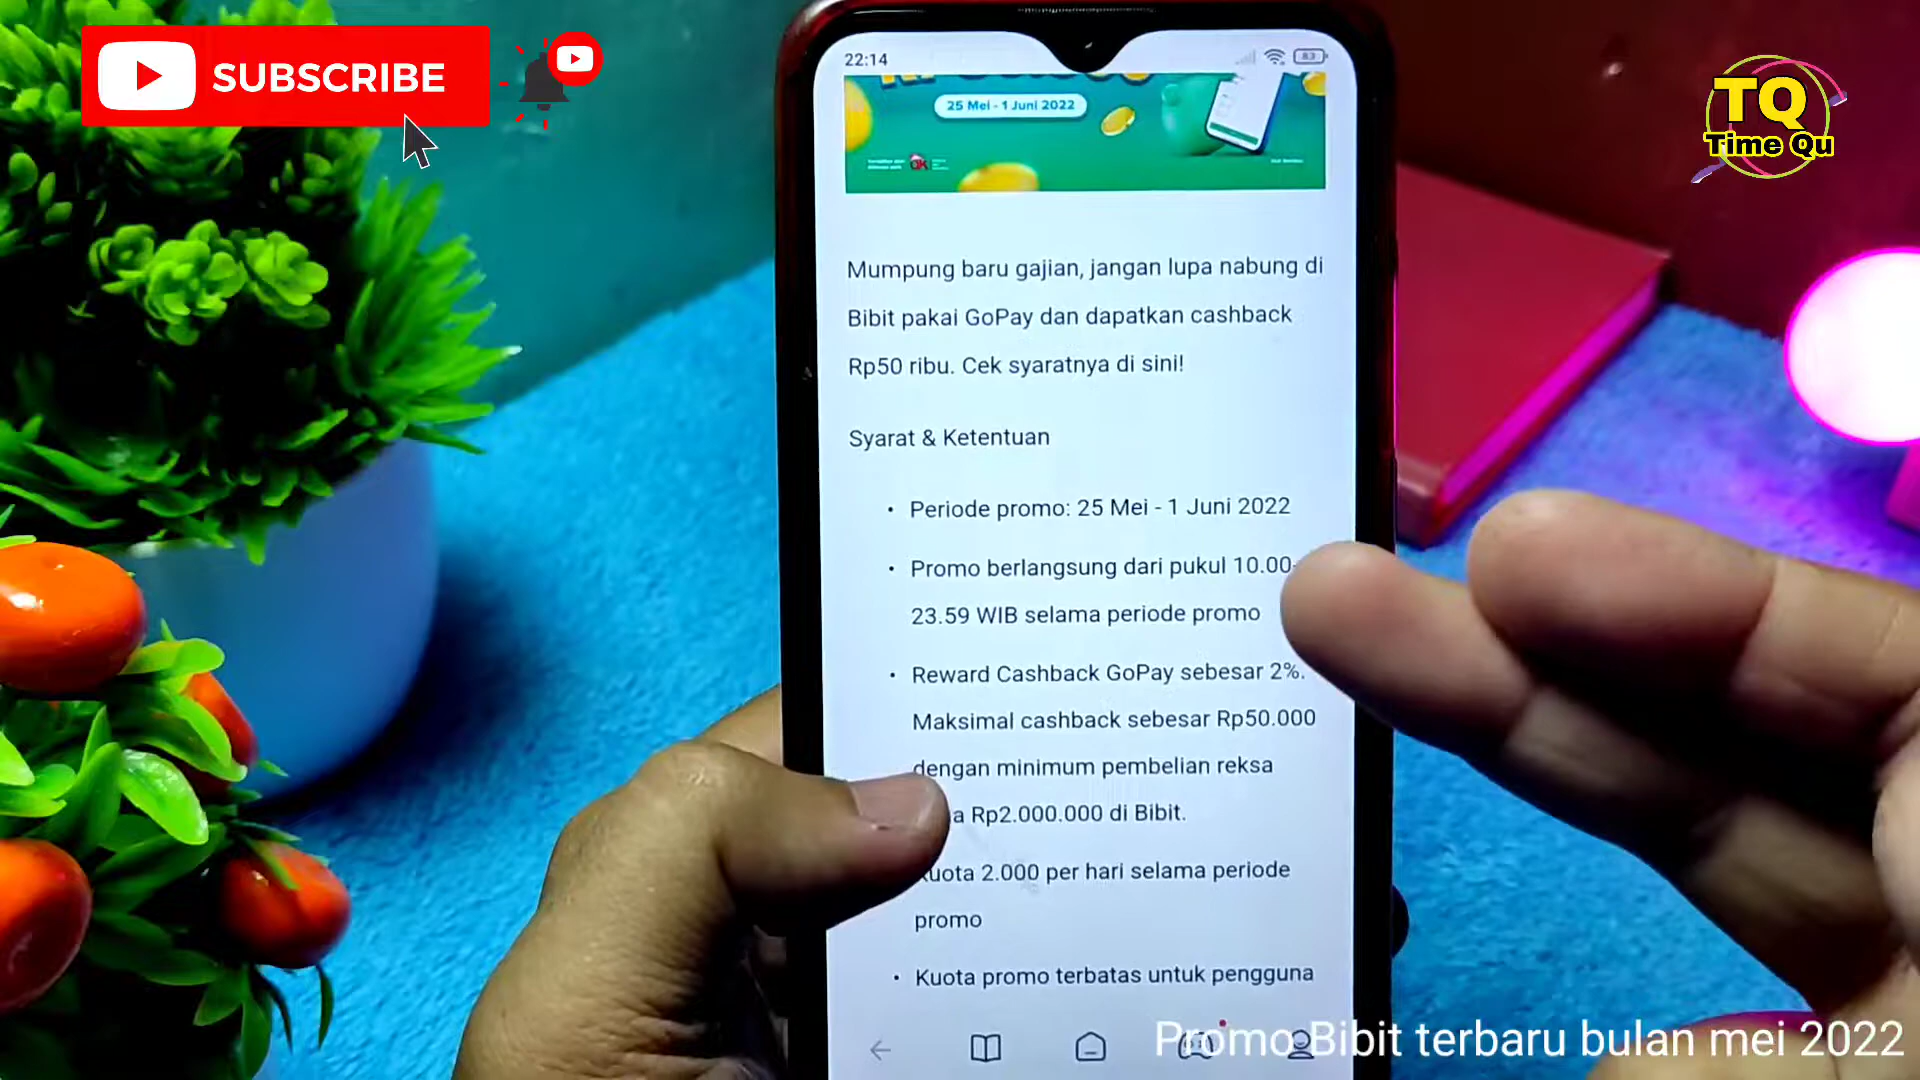 SUBSCRIBE
TQ
Time Qu
22:14
83
25 Mei - 1 Juni 2022
OK
Mumpung baru gajian, jangan lupa nabung di
Bibit pakai GoPay dan dapatkan cashback
Rp50 ribu. Cek syaratnya di sini!
Syarat & Ketentuan
• Periode promo: 25 Mei - 1 Juni 2022
• Promo berlangsung dari pukul 10.00-
23.59 WIB selama periode promo
• Reward Cashback GoPay sebesar 2%.
Maksimal cashback sebesar Rp50.000
dengan minimum pembelian reksa
a Rp2.000.000 di Bibit.
Kuota 2.000 per hari selama periode
promo
• Kuota promo terbatas untuk pengguna
Promo Bibit terbaru bulan mei 2022